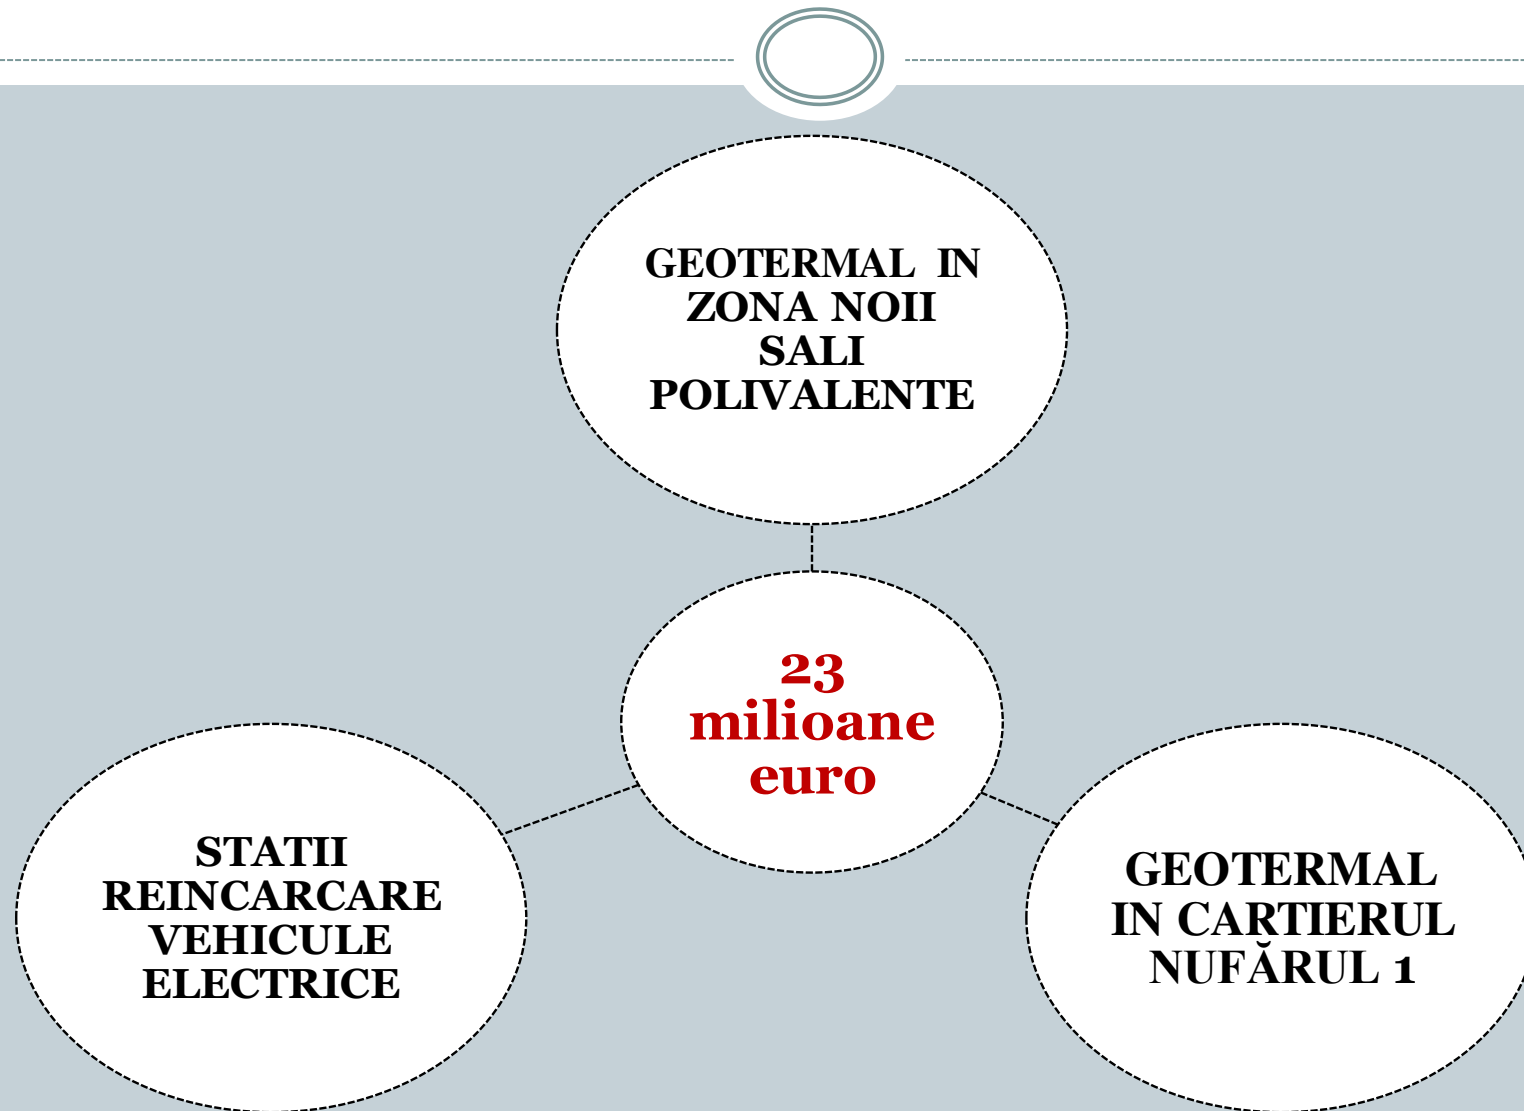 GEOTERMAL IN
ZONA NOII
SALI
POLIVALENTE
23
milioane
euro
STATII
REINCARCARE
VEHICULE
ELECTRICE
GEOTERMAL
IN CARTIERUL
NUFĂRUL 1